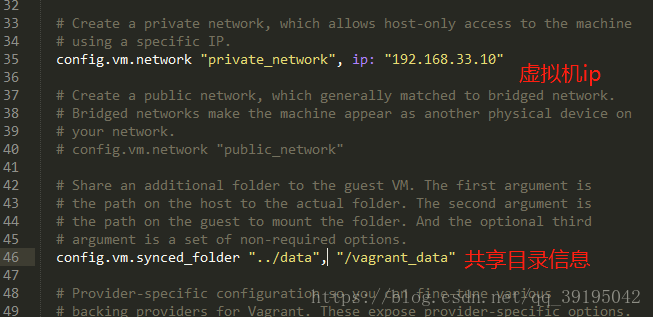 32
33 # Create a private network, which allows host-only access to the machine
34 # using a specific IP.
35 config.vm.network "private_network", ip: "192.168.33.10"
虚拟机ip
36
37 # Create a public network, which generally matched to bridged network.
38 # Bridged networks make the machine appear as another physical device on
39 # your network.
40 # config.vm.network "public_network"
41
42 # Share an additional folder to the guest VM. The first argument is
43 # the path on the host to the actual folder. The second argument is
44 # the path on the guest to mount the folder. And the optional third
45 # argument is a set of non-required options.
46 config.vm.synced_folder "../data", "/vagrant_data" 共享目录信息
47
48 # Provider-specific configuration so you can fine-tune various
https://blog.csdn.net/qq_39195042
49 # backing providers for Vagrant. These expose provider-specific options.